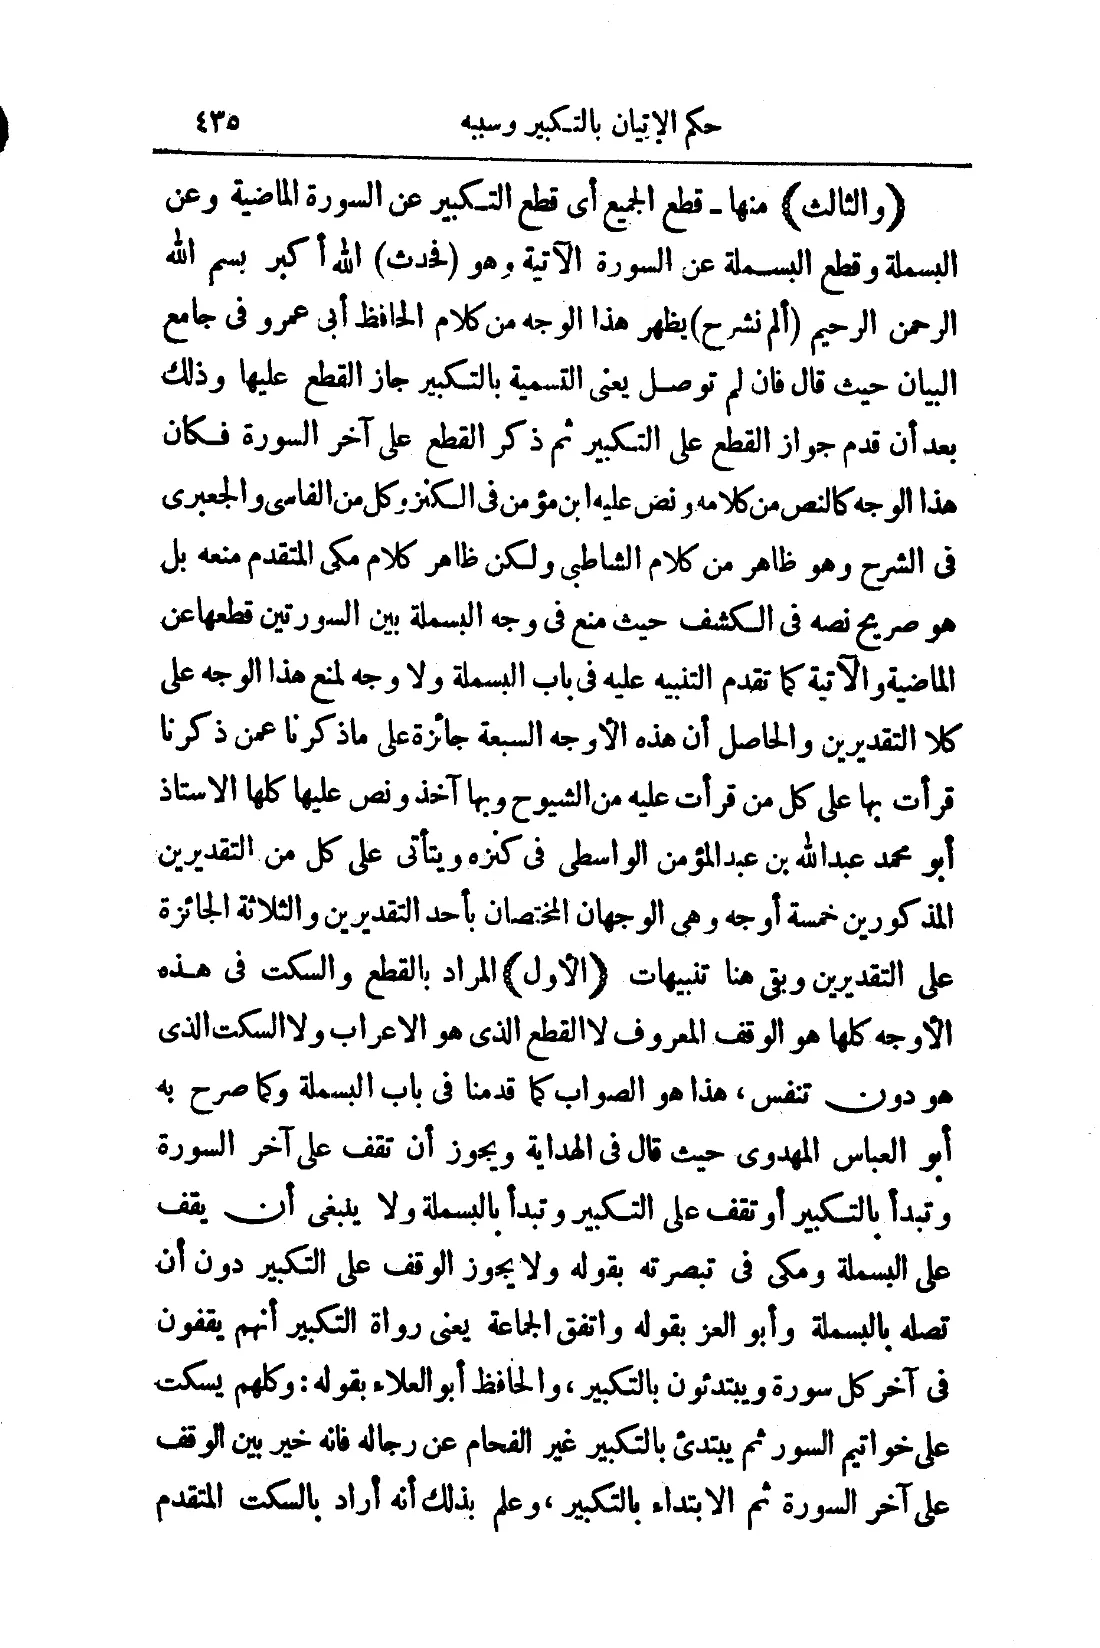 حكم الإتيان بالتكبير وسببه ٤٣٥
(والثالث) منها ـ قطع الجميع أى قطع التكبير عن السورة الماضية وعن
البسملة وقطع البسملة عن السورة الآتية وهو (فحدث) الله أكبر بسم الله
الرحمن الرحيم (ألم نشرح) يظهر هذا الوجه من كلام الحافظ أبى عمرو فى جامع
البيان حيث قال فان لم توصل يعنى التسمية بالتكبير جاز القطع عليها وذلك
بعد أن قدم جواز القطع على التكبير ثم ذكر القطع على آخر السورة فكان
هذا الوجه كالنص من كلامه ونص عليه ابن مؤمن فى الكنز وكل من الفاسى والجعبرى
فى الشرح وهو ظاهر من كلام الشاطبى ولكن ظاهر كلام مكى المتقدم منعه بل
هو صريح نصه فى الكشف حيث منع فى وجه البسملة بين السورتين قطعها عن
الماضية والآتية كما تقدم التنبيه عليه فى باب البسملة ولا وجه لمنع هذا الوجه على
كلا التقديرين والحاصل أن هذه الأوجه السبعة جائزة على ماذكرنا عمن ذكرنا
قرأت بها على كل من قرأت عليه من الشيوح وبها آخذ ونص عليها كلها الاستاذ
أبو محمد عبدالله بن عبدالمؤمن الواسطى فى كنزه ويتأتى على كل من التقديرين
المذكورين خمسة أوجه وهى الوجهان المختصان بأحد التقديرين والثلاثة الجائزة
على التقديرين وبقى هنا تنبيهات (الأول) المراد بالقطع والسكت فى هذه
الأوجه كلها هو الوقف المعروف لا القطع الذى هو الاعراب ولا السكت الذى
هو دون تنفس، هذا هو الصواب كما قدمنا فى باب البسملة وكما صرح به
أبو العباس المهدوى حيث قال فى الهداية ويجوز أن تقف على آخر السورة
وتبدأ بالتكبير أو تقف على التكبير وتبدأ بالبسملة ولا ينبغى أن يقف
على البسملة ومكى فى تبصرته بقوله ولا يجوز الوقف على التكبير دون أن
تصله بالبسملة وأبو العز بقوله واتفق الجماعة يعنى رواة التكبير أنهم يقفون
فى آخر كل سورة ويبتدئون بالتكبير، والحافظ أبو العلاء بقوله: وكلهم يسكت
على خواتيم السور ثم يبتدئ بالتكبير غير الفحام عن رجاله فانه خير بين الوقف
على آخر السورة ثم الابتداء بالتكبير، وعلم بذلك أنه أراد بالسكت المتقدم